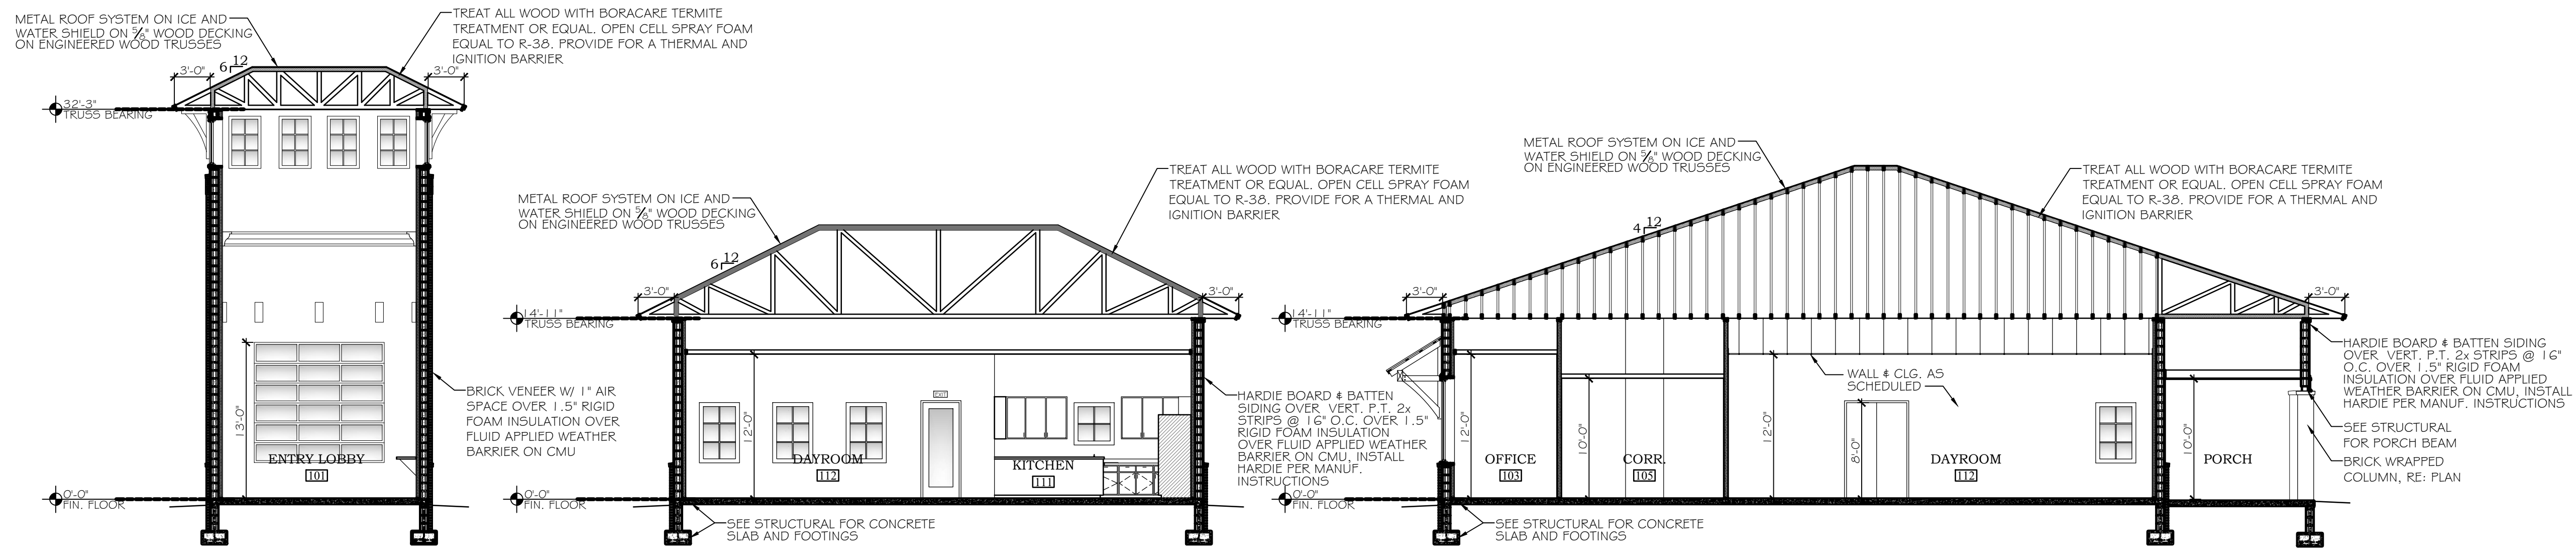 METAL ROOF SYSTEM ON ICE AND
WATER SHIELD ON 5/8" WOOD DECKING
ON ENGINEERED WOOD TRUSSES
TREAT ALL WOOD WITH BORACARE TERMITE
TREATMENT OR EQUAL. OPEN CELL SPRAY FOAM
EQUAL TO R-38. PROVIDE FOR A THERMAL AND
IGNITION BARRIER
3'-0"
6
12
3'-0"
32'-3"
TRUSS BEARING
13'-0"
ENTRY LOBBY
101
BRICK VENEER W/ 1" AIR
SPACE OVER 1.5" RIGID
FOAM INSULATION OVER
FLUID APPLIED WEATHER
BARRIER ON CMU
0'-0"
FIN. FLOOR
METAL ROOF SYSTEM ON ICE AND
WATER SHIELD ON 5/8" WOOD DECKING
ON ENGINEERED WOOD TRUSSES
TREAT ALL WOOD WITH BORACARE TERMITE
TREATMENT OR EQUAL. OPEN CELL SPRAY FOAM
EQUAL TO R-38. PROVIDE FOR A THERMAL AND
IGNITION BARRIER
6
12
3'-0"
3'-0"
14'-11"
TRUSS BEARING
12'-0"
EXIT
DAYROOM
112
KITCHEN
111
HARDIE BOARD & BATTEN
SIDING OVER VERT. P.T. 2x
STRIPS @ 16" O.C. OVER 1.5"
RIGID FOAM INSULATION
OVER FLUID APPLIED WEATHER
BARRIER ON CMU, INSTALL
HARDIE PER MANUF.
INSTRUCTIONS
0'-0"
FIN. FLOOR
SEE STRUCTURAL FOR CONCRETE
SLAB AND FOOTINGS
METAL ROOF SYSTEM ON ICE AND
WATER SHIELD ON 5/8" WOOD DECKING
ON ENGINEERED WOOD TRUSSES
TREAT ALL WOOD WITH BORACARE TERMITE
TREATMENT OR EQUAL. OPEN CELL SPRAY FOAM
EQUAL TO R-38. PROVIDE FOR A THERMAL AND
IGNITION BARRIER
4
12
3'-0"
3'-0"
14'-11"
TRUSS BEARING
12'-0"
OFFICE
103
10'-0"
CORR.
105
12'-0"
WALL & CLG. AS
SCHEDULED
8'-0"
DAYROOM
112
10'-0"
PORCH
HARDIE BOARD & BATTEN SIDING
OVER VERT. P.T. 2x STRIPS @ 16"
O.C. OVER 1.5" RIGID FOAM
INSULATION OVER FLUID APPLIED
WEATHER BARRIER ON CMU, INSTALL
HARDIE PER MANUF. INSTRUCTIONS
SEE STRUCTURAL
FOR PORCH BEAM
BRICK WRAPPED
COLUMN, RE: PLAN
0'-0"
FIN. FLOOR
SEE STRUCTURAL FOR CONCRETE
SLAB AND FOOTINGS